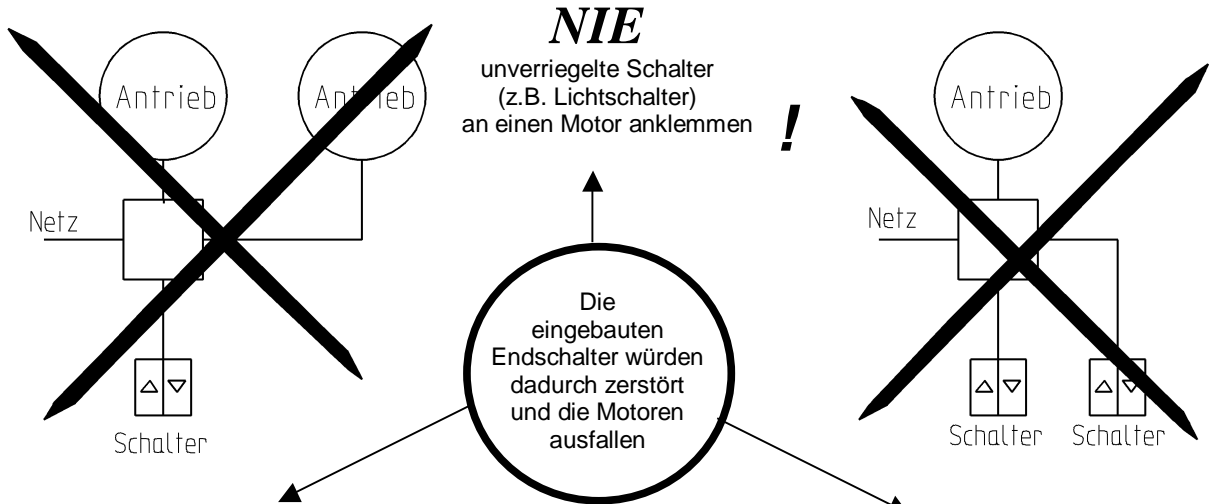 NIE
unverriegelte Schalter
(z.B. Lichtschalter)
an einen Motor anklemmen !
Antrieb
Antrieb
Netz
Schalter
Die
eingebauten
Endschalter würden
dadurch zerstört
und die Motoren
ausfallen
Antrieb
Netz
Schalter Schalter